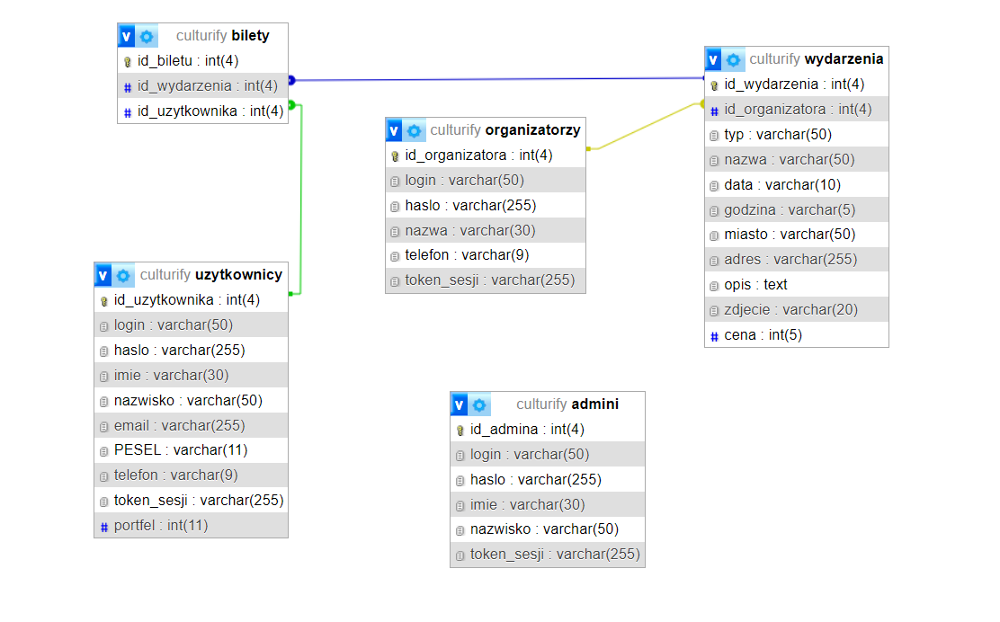 v culturify bilety
id_biletu : int(4)
# id_wydarzenia : int(4)
# id_uzytkownika : int(4)
v culturify wydarzenia
id_wydarzenia : int(4)
# id_organizatora : int(4)
typ : varchar(50)
nazwa : varchar(50)
data : varchar(10)
godzina : varchar(5)
miasto : varchar(50)
adres : varchar(255)
opis : text
zdjecie : varchar(20)
# cena : int(5)
v culturify organizatorzy
id_organizatora : int(4)
login : varchar(50)
haslo : varchar(255)
nazwa : varchar(30)
telefon : varchar(9)
token_sesji : varchar(255)
v culturify uzytkownicy
id_uzytkownika : int(4)
login : varchar(50)
haslo : varchar(255)
imie : varchar(30)
nazwisko : varchar(50)
email : varchar(255)
PESEL : varchar(11)
telefon : varchar(9)
token_sesji : varchar(255)
# portfel : int(11)
v culturify admini
id_admina : int(4)
login : varchar(50)
haslo : varchar(255)
imie : varchar(30)
nazwisko : varchar(50)
token_sesji : varchar(255)